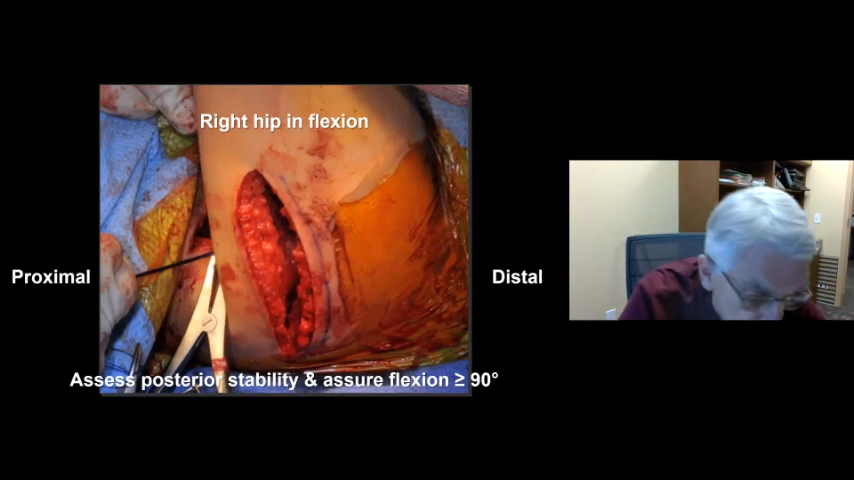 Right hip in flexion
Proximal
Distal
Assess posterior stability & assure flexion ≥ 90°